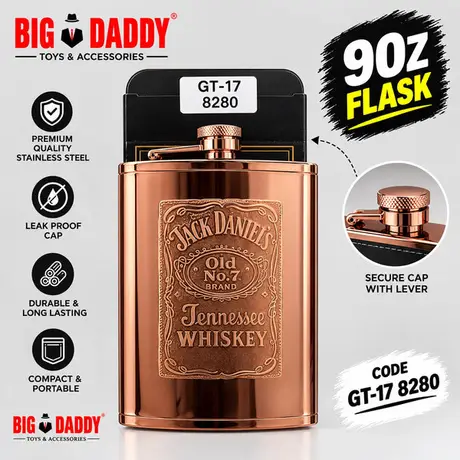 BIG DADDY®
TOYS & ACCESSORIES
GT-17
8280
9OZ
FLASK
PREMIUM
QUALITY
STAINLESS STEEL
LEAK PROOF
CAP
DURABLE &
LONG LASTING
COMPACT &
PORTABLE
JACK DANIEL'S
Old
No.7
BRAND
Tennessee
WHISKEY
SECURE CAP
WITH LEVER
CODE
GT-17 8280
BIG DADDY®
TOYS & ACCESSORIES